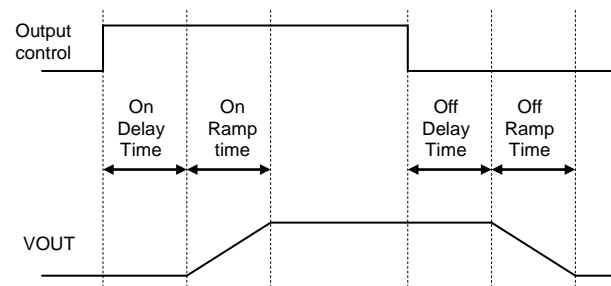 Output
control
On
Delay
Time
On
Ramp
time
Off
Delay
Time
Off
Ramp
Time
VOUT